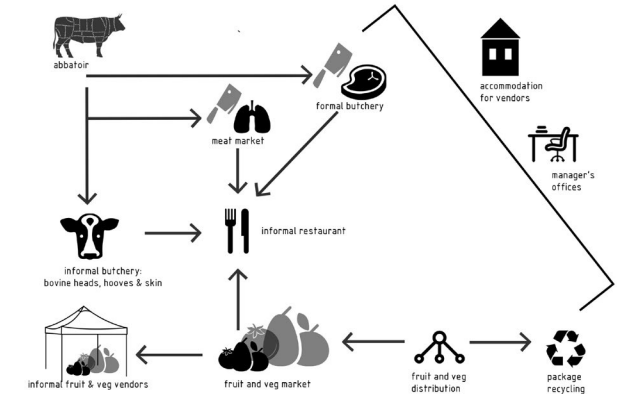 abbatoir
formal butchery
accommodation
for vendors
meat market
manager's
offices
informal restaurant
informal butchery:
bovine heads, hooves & skin
informal fruit & veg vendors
fruit and veg market
fruit and veg
distribution
package
recycling